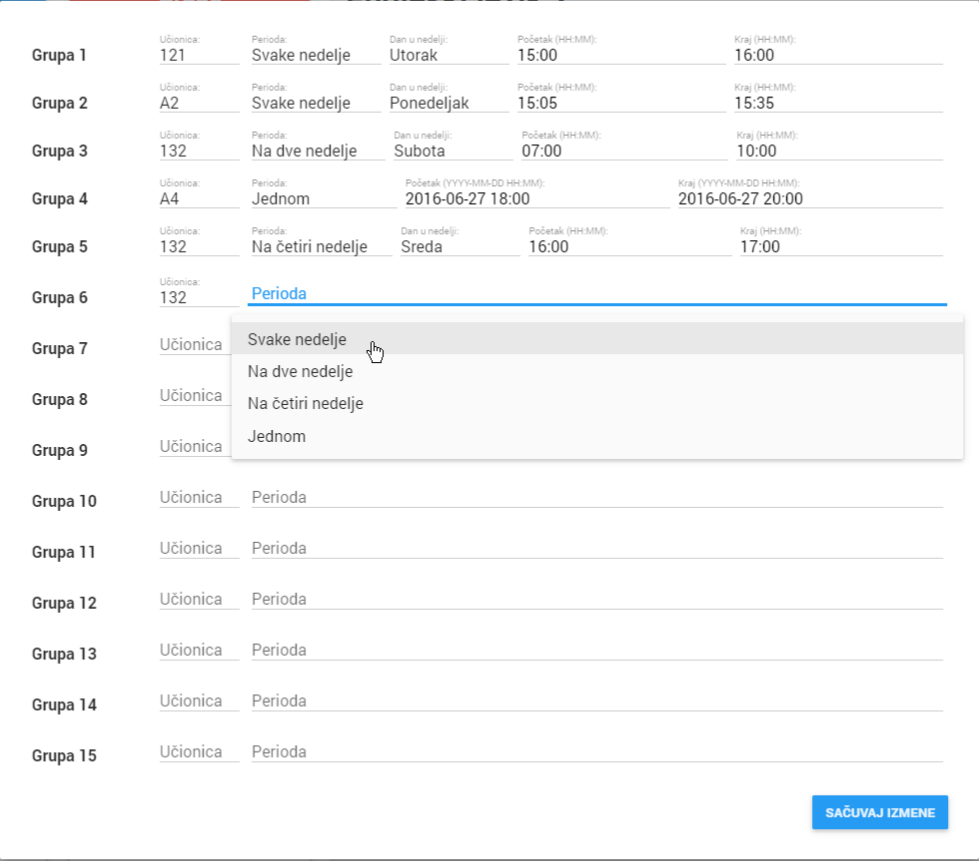 Učionica: Perioda: Dan u nedelji: Početak (HH:MM): Kraj (HH:MM):
Grupa 1 121 Svake nedelje Utorak 15:00 16:00
Učionica: Perioda: Dan u nedelji: Početak (HH:MM): Kraj (HH:MM):
Grupa 2 A2 Svake nedelje Ponedeljak 15:05 15:35
Učionica: Perioda: Dan u nedelji: Početak (HH:MM): Kraj (HH:MM):
Grupa 3 132 Na dve nedelje Subota 07:00 10:00
Učionica: Perioda: Početak (YYYY-MM-DD HH:MM): Kraj (YYYY-MM-DD HH:MM):
Grupa 4 A4 Jednom 2016-06-27 18:00 2016-06-27 20:00
Učionica: Perioda: Dan u nedelji: Početak (HH:MM): Kraj (HH:MM):
Grupa 5 132 Na četiri nedelje Sreda 16:00 17:00
Učionica:
Grupa 6 132 Perioda
Svake nedelje
Grupa 7 Učionica
Na dve nedelje
Grupa 8 Učionica
Na četiri nedelje
Jednom
Grupa 9 Učionica
Grupa 10 Učionica Perioda
Grupa 11 Učionica Perioda
Grupa 12 Učionica Perioda
Grupa 13 Učionica Perioda
Grupa 14 Učionica Perioda
Grupa 15 Učionica Perioda
SAČUVAJ IZMENE